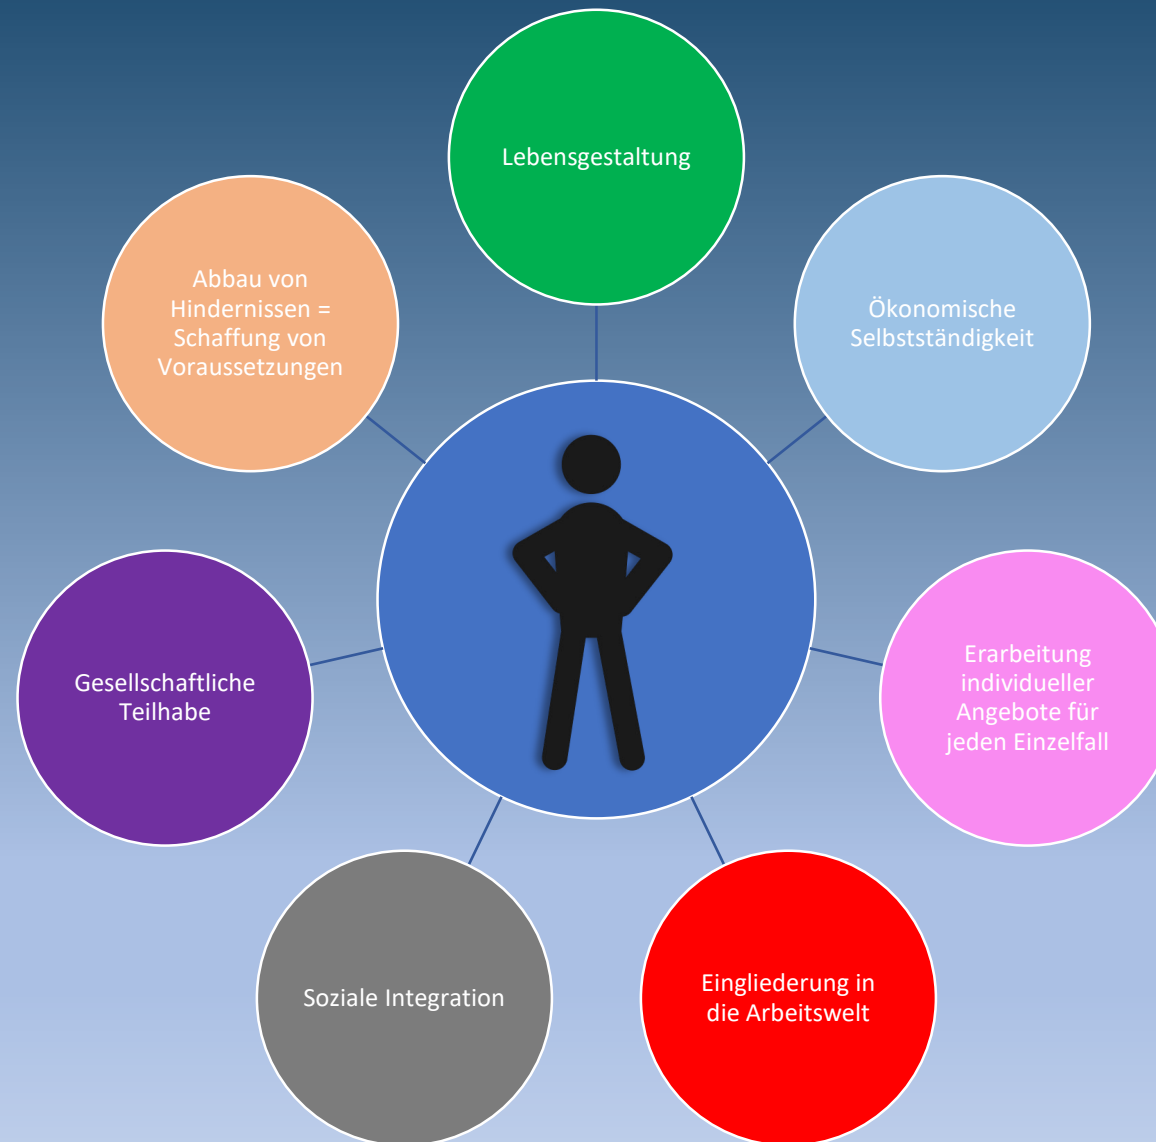 Lebensgestaltung
Ökonomische
Selbstständigkeit
Erarbeitung
individueller
Angebote für
jeden Einzelfall
Eingliederung in
die Arbeitswelt
Soziale Integration
Gesellschaftliche
Teilhabe
Abbau von
Hindernissen =
Schaffung von
Voraussetzungen